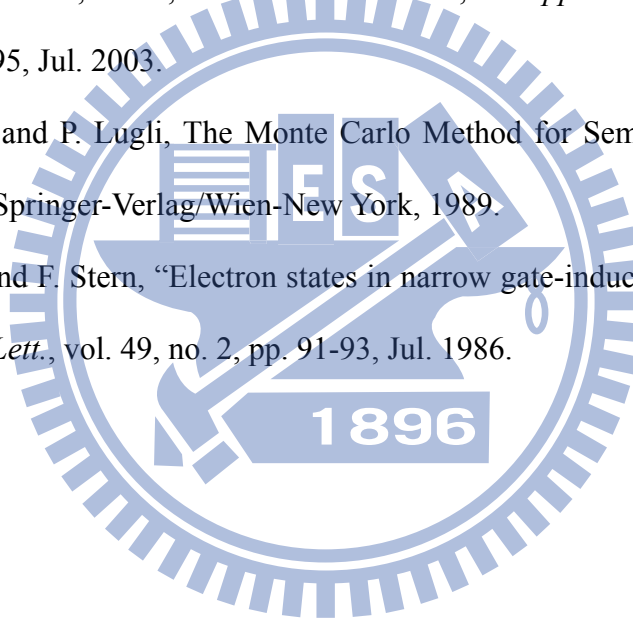 95, Jul. 2003.
and P. Lugli, The Monte Carlo Method for Sem
Springer-Verlag/Wien-New York, 1989.
nd F. Stern, “Electron states in narrow gate-induc
Lett., vol. 49, no. 2, pp. 91-93, Jul. 1986.
E S A
1896